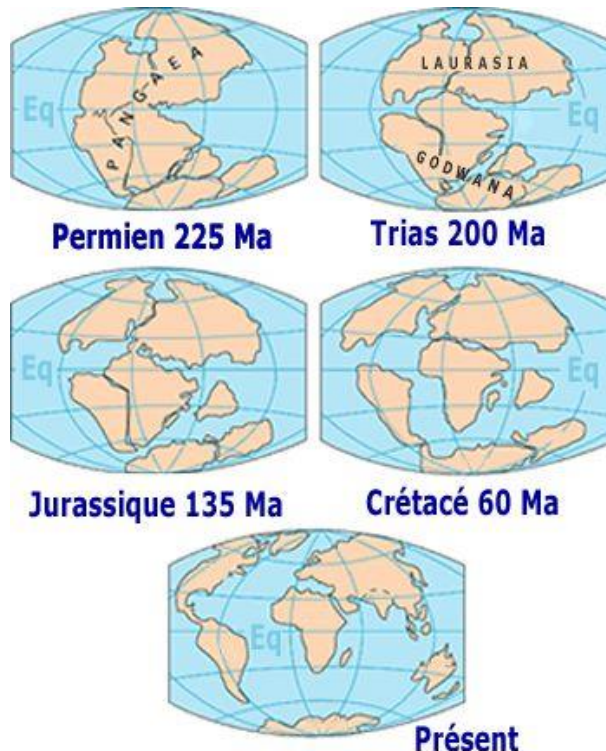 PANGAEA
Eq
LAURASIA
GODWANA
Eq
Permien 225 Ma
Trias 200 Ma
Eq
Eq
Jurassique 135 Ma
Crétacé 60 Ma
Eq
Présent